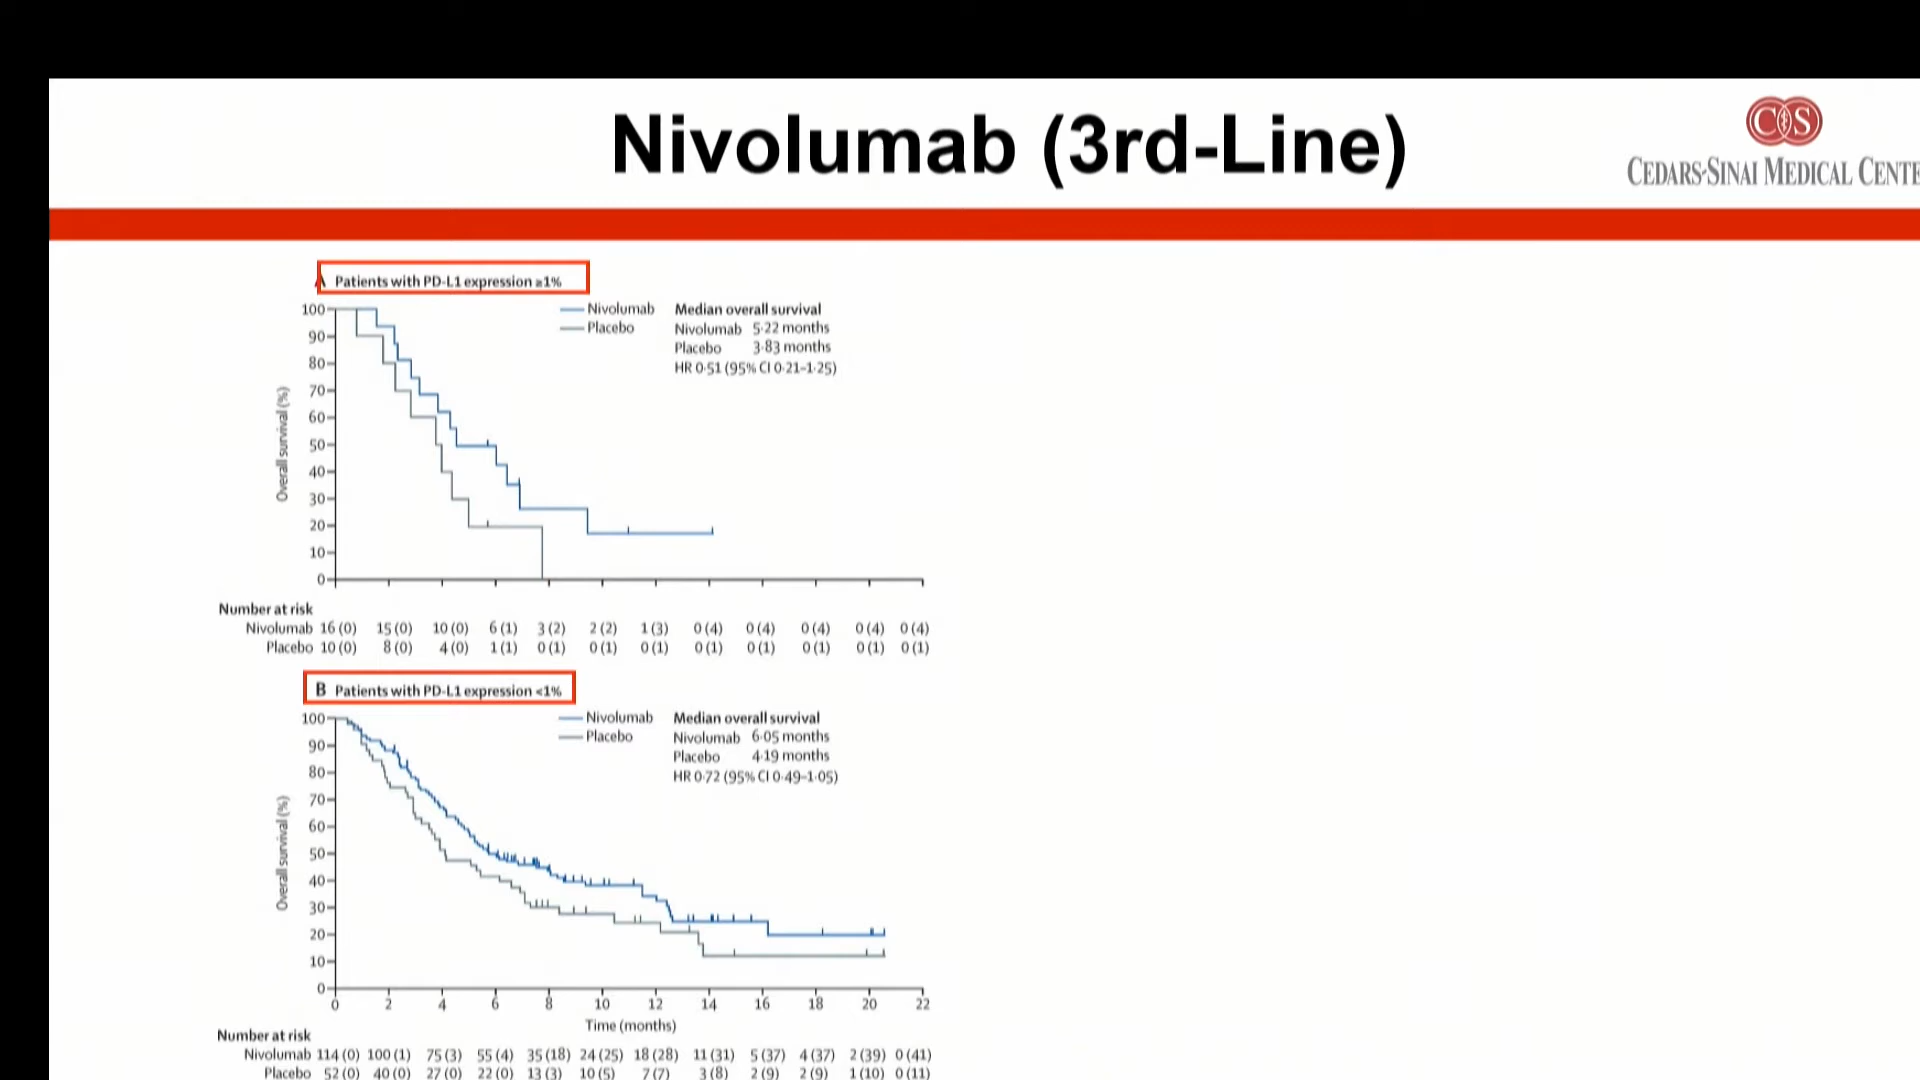 Nivolumab (3rd-Line)
CS
CEDARS-SINAI MEDICAL CENTE
A Patients with PD-L1 expression ≥1%
Nivolumab
Placebo
Median overall survival
Nivolumab 5·22 months
Placebo 3·83 months
HR 0·51 (95% CI 0·21–1·25)
Overall survival (%)
100
90
80
70
60
50
40
30
20
10
0
Number at risk
Nivolumab 16 (0) 15 (0) 10 (0) 6 (1) 3 (2) 2 (2) 1 (3) 0 (4) 0 (4) 0 (4) 0 (4) 0 (4)
Placebo 10 (0) 8 (0) 4 (0) 1 (1) 0 (1) 0 (1) 0 (1) 0 (1) 0 (1) 0 (1) 0 (1) 0 (1)
B Patients with PD-L1 expression <1%
Nivolumab
Placebo
Median overall survival
Nivolumab 6·05 months
Placebo 4·19 months
HR 0·72 (95% CI 0·49–1·05)
Overall survival (%)
100
90
80
70
60
50
40
30
20
10
0
0 2 4 6 8 10 12 14 16 18 20 22
Time (months)
Number at risk
Nivolumab 114 (0) 100 (1) 75 (3) 55 (4) 35 (18) 24 (25) 18 (28) 11 (31) 5 (37) 4 (37) 2 (39) 0 (41)
Placebo 52 (0) 40 (0) 27 (0) 22 (0) 13 (3) 10 (5) 7 (7) 3 (8) 2 (9) 2 (9) 1 (10) 0 (11)